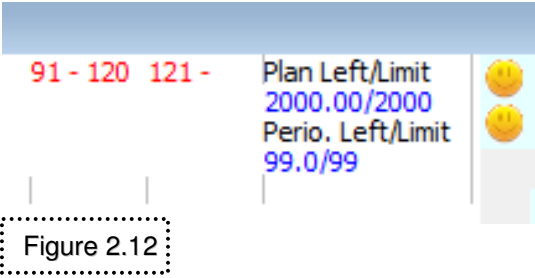 91 - 120 121 - Plan Left/Limit
2000.00/2000
Perio. Left/Limit
99.0/99
Figure 2.12